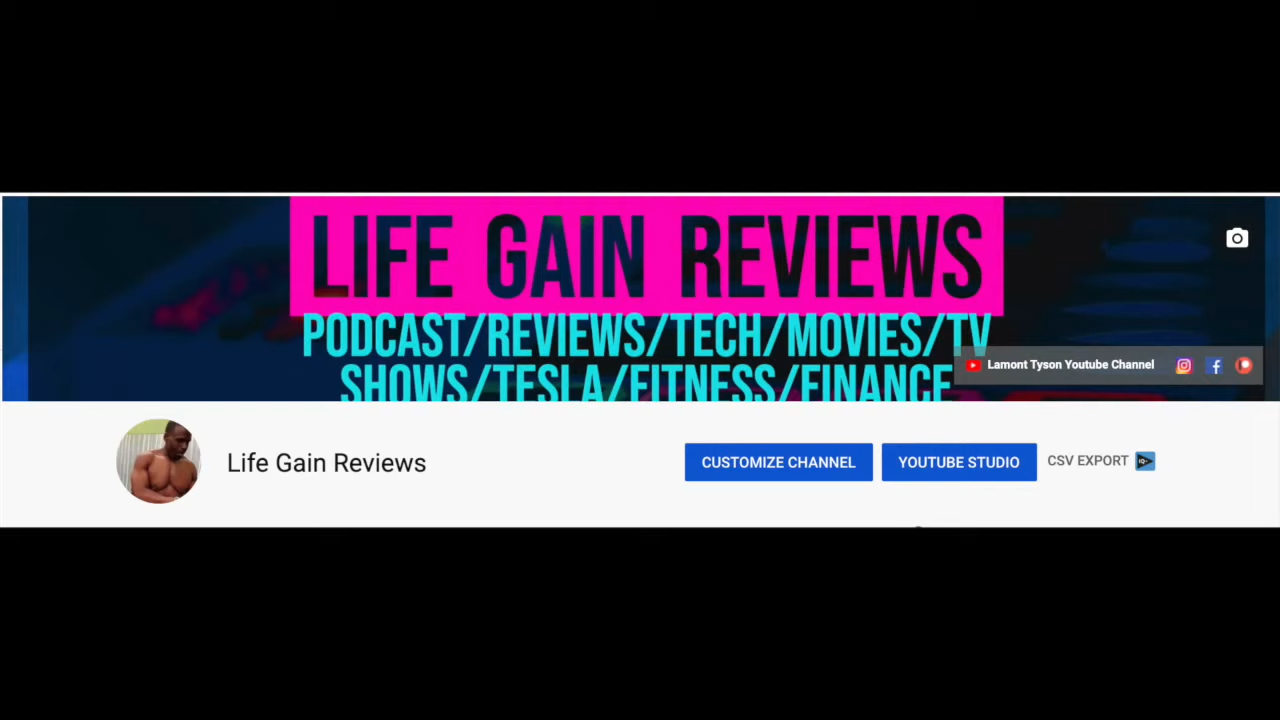 LIFE GAIN REVIEWS
PODCAST/REVIEWS/TECH/MOVIES/TV
SHOWS/TESLA/FITNESS/FINANCE
Lamont Tyson Youtube Channel
Life Gain Reviews
CUSTOMIZE CHANNEL
YOUTUBE STUDIO
CSV EXPORT